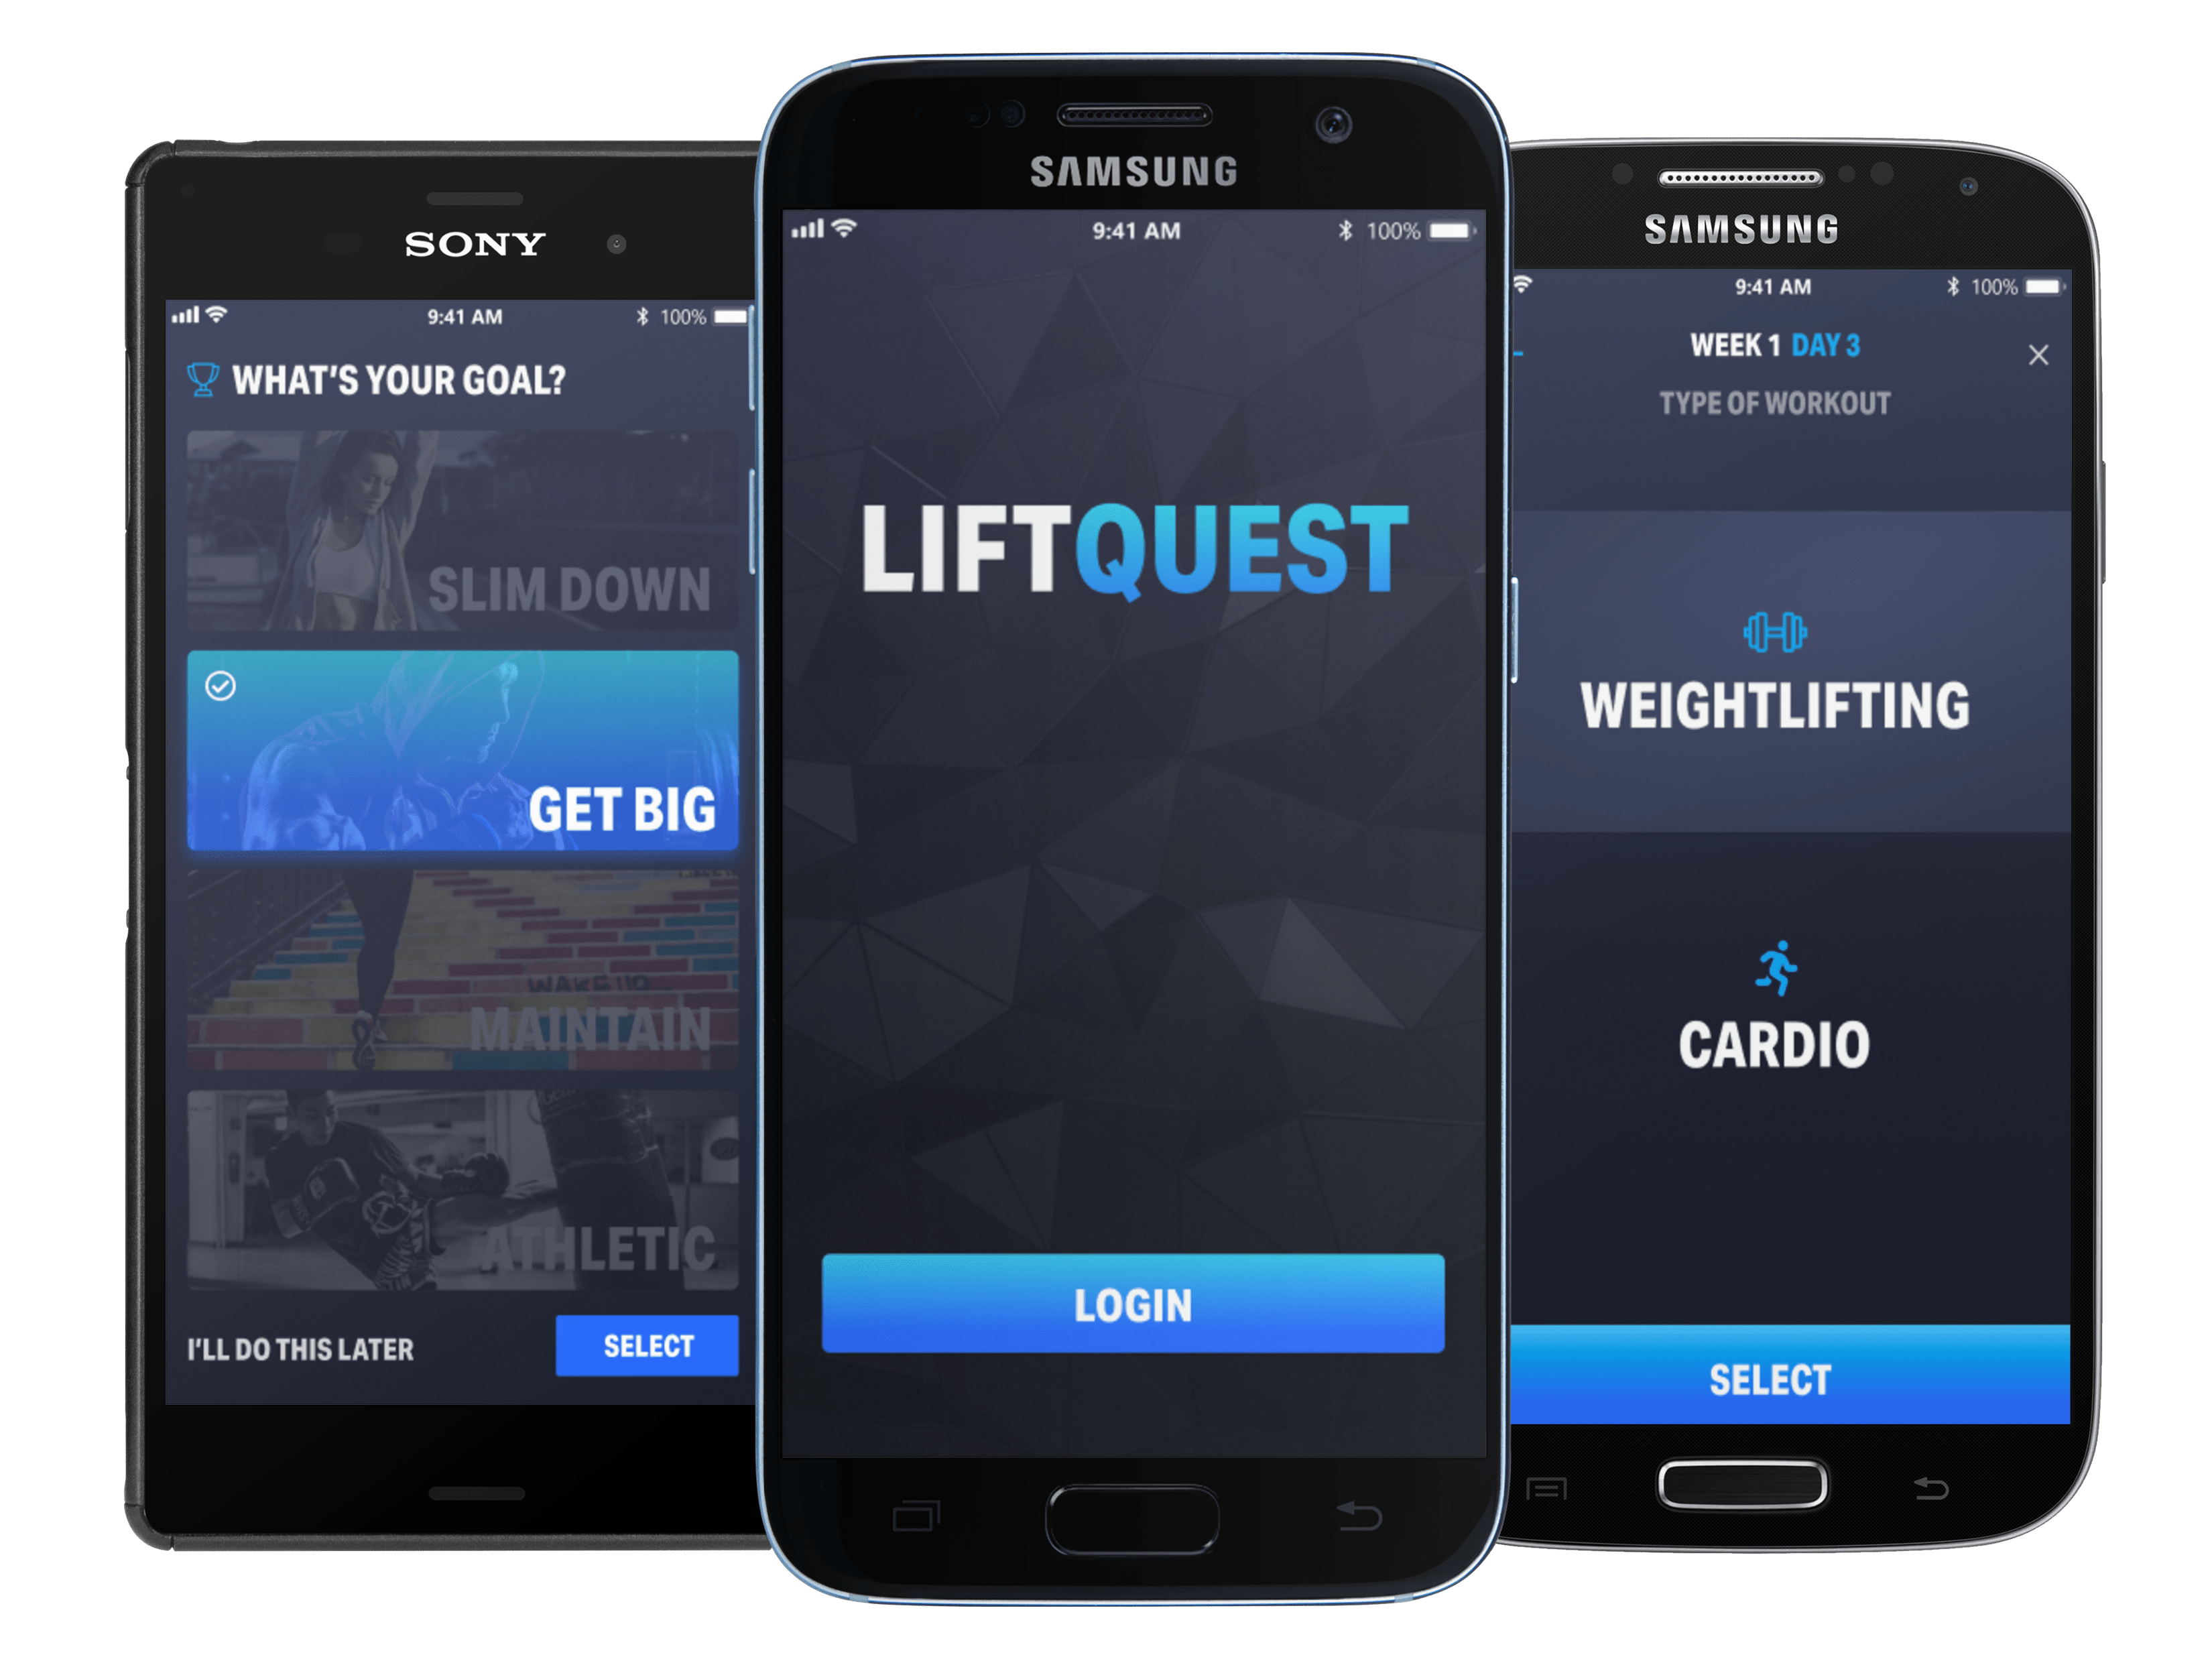 SONY
9:41 AM
100%
WHAT'S YOUR GOAL?
SLIM DOWN
GET BIG
MAINTAIN
ATHLETIC
I'LL DO THIS LATER
SELECT
SAMSUNG
9:41 AM
100%
LIFTQUEST
LOGIN
SAMSUNG
9:41 AM
100%
WEEK 1 DAY 3
TYPE OF WORKOUT
WEIGHTLIFTING
CARDIO
SELECT